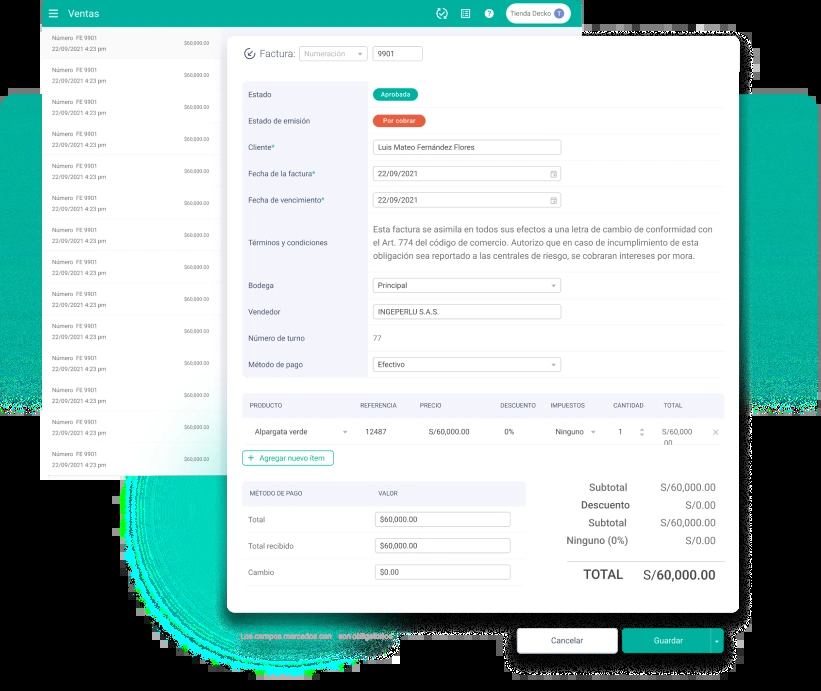 Ventas
Tienda Decko T
Número FE 9901
22/09/2021 4:23 pm
$60,000.00
Número FE 9901
22/09/2021 4:23 pm
$60,000.00
Número FE 9901
22/09/2021 4:23 pm
$60,000.00
Número FE 9901
22/09/2021 4:23 pm
$60,000.00
Número FE 9901
22/09/2021 4:23 pm
$60,000.00
Número FE 9901
22/09/2021 4:23 pm
$60,000.00
Número FE 9901
22/09/2021 4:23 pm
$60,000.00
Número FE 9901
22/09/2021 4:23 pm
$60,000.00
Número FE 9901
22/09/2021 4:23 pm
$60,000.00
Número FE 9901
22/09/2021 4:23 pm
$60,000.00
Número FE 9901
22/09/2021 4:23 pm
$60,000.00
Número FE 9901
22/09/2021 4:23 pm
$60,000.00
Número FE 9901
22/09/2021 4:23 pm
$60,000.00
Número FE 9901
22/09/2021 4:23 pm
$60,000.00
Factura: Numeración 9901
Estado Aprobada
Estado de emisión Por cobrar
Cliente* Luis Mateo Fernández Flores
Fecha de la factura* 22/09/2021
Fecha de vencimiento* 22/09/2021
Términos y condiciones
Esta factura se asimila en todos sus efectos a una letra de cambio de conformidad con
el Art. 774 del código de comercio. Autorizo que en caso de incumplimiento de esta
obligación sea reportado a las centrales de riesgo, se cobraran intereses por mora.
Bodega Principal
Vendedor INGEPERLU S.A.S.
Número de turno 77
Método de pago Efectivo
PRODUCTO REFERENCIA PRECIO DESCUENTO IMPUESTOS CANTIDAD TOTAL
Alpargata verde 12487 S/60,000.00 0% Ninguno 1 S/60,000
00
+ Agregar nuevo ítem
MÉTODO DE PAGO VALOR
Total $60,000.00
Total recibido $60,000.00
Cambio $0.00
Subtotal S/60,000.00
Descuento S/0.00
Subtotal S/60,000.00
Ninguno (0%) S/0.00
TOTAL S/60,000.00
Los campos marcados con son obligatorios
Cancelar
Guardar